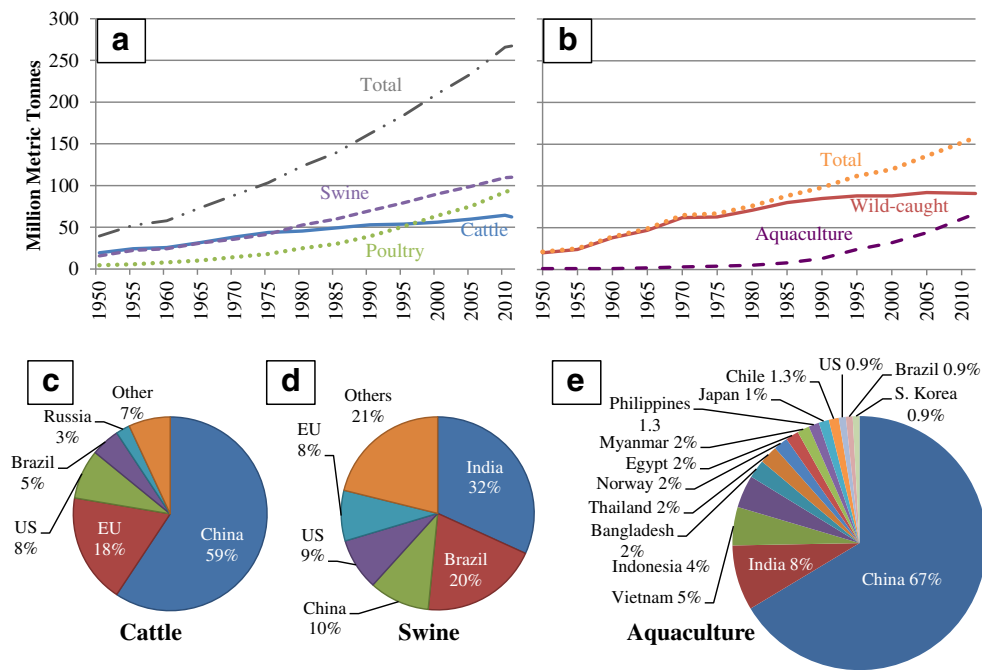 a
b
Million Metric Tonnes
300
250
200
150
100
50
0
Total
Swine
Cattle
Poultry
1950
1955
1960
1965
1970
1975
1980
1985
1990
1995
2000
2005
2010
Total
Wild-caught
Aquaculture
1950
1955
1960
1965
1970
1975
1980
1985
1990
1995
2000
2005
2010
c
Other
7%
Russia
3%
Brazil
5%
US
8%
EU
18%
China
59%
Cattle
d
Others
21%
EU
8%
US
9%
China
10%
India
32%
Brazil
20%
Swine
e
US 0.9%
Brazil 0.9%
Chile 1.3%
S. Korea
0.9%
Japan 1%
Philippines
1.3
Myanmar 2%
Egypt 2%
Norway 2%
Thailand 2%
Bangladesh
2%
Indonesia 4%
Vietnam 5%
India 8%
China 67%
Aquaculture